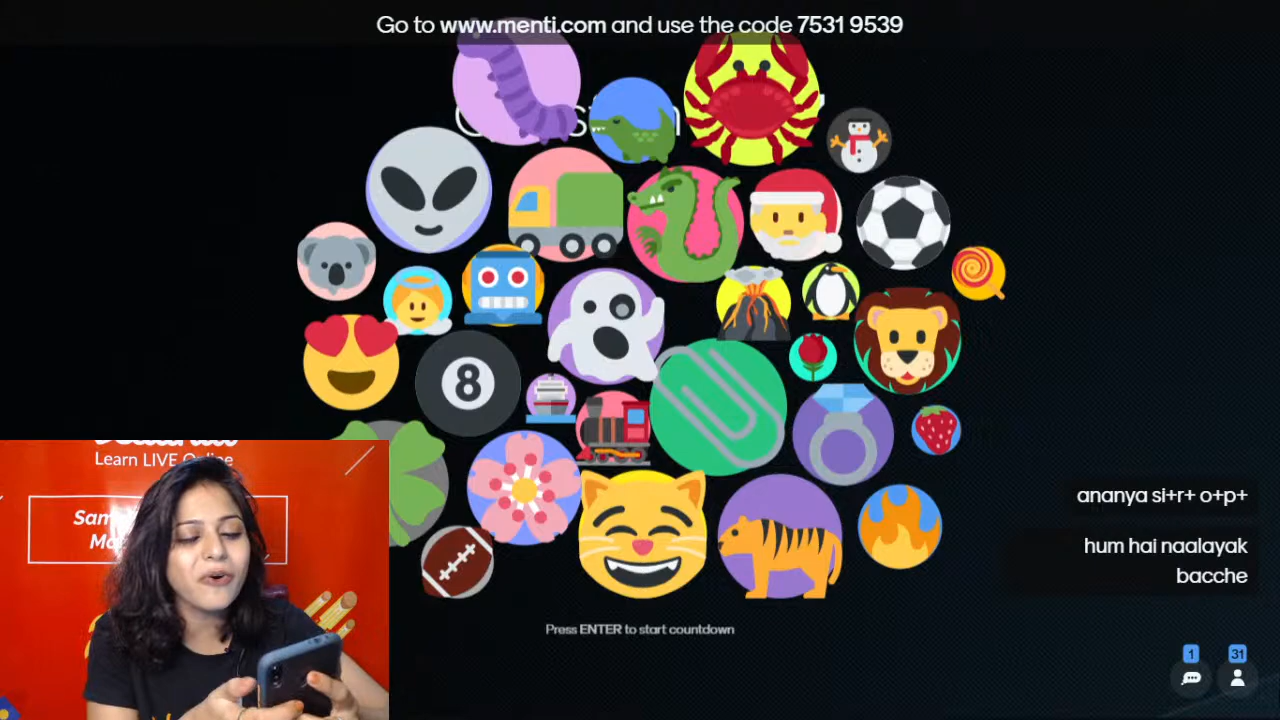 Go to www.menti.com and use the code 7531 9539
8
Learn LIVE Online
ananya si+r+ o+p+
hum hai naalayak
bacche
Press ENTER to start countdown
1
31